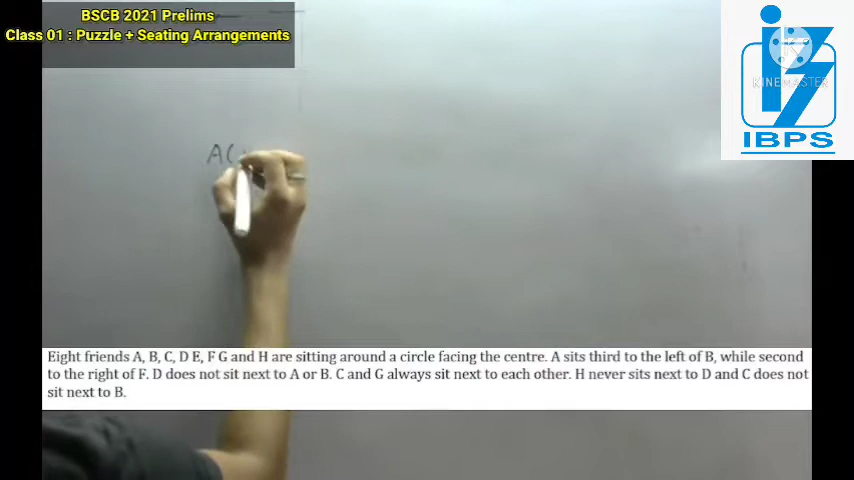 BSCB 2021 Prelims
Class 01 : Puzzle + Seating Arrangements
KINEMASTER
IBPS
A(
Eight friends A, B, C, D E, F G and H are sitting around a circle facing the centre. A sits third to the left of B, while second
to the right of F. D does not sit next to A or B. C and G always sit next to each other. H never sits next to D and C does not
sit next to B.